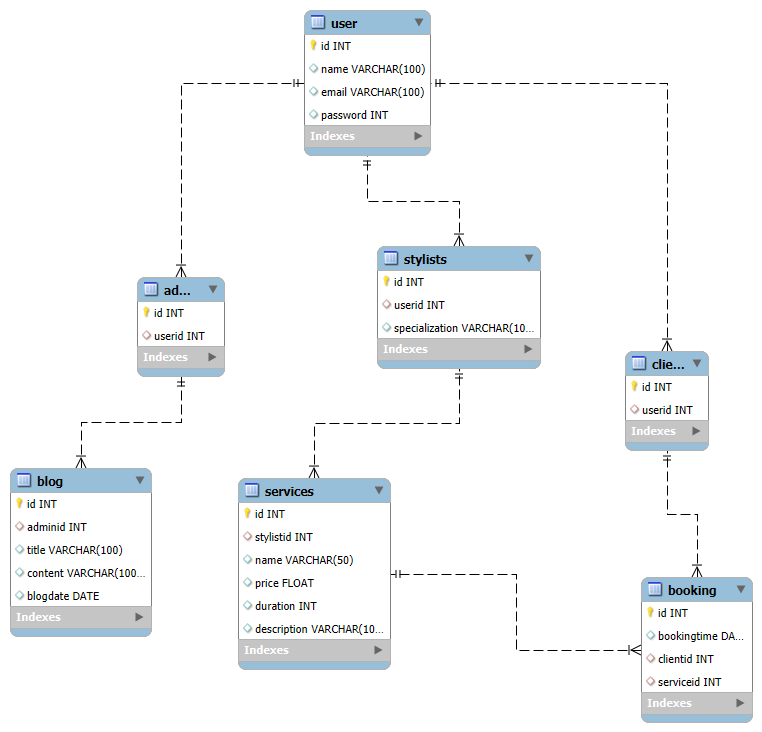 user
id INT
name VARCHAR(100)
email VARCHAR(100)
password INT
Indexes
stylists
id INT
userid INT
specialization VARCHAR(10...
Indexes
ad...
id INT
userid INT
Indexes
clie...
id INT
userid INT
Indexes
blog
id INT
adminid INT
title VARCHAR(100)
content VARCHAR(100...
blogdate DATE
Indexes
services
id INT
stylistid INT
name VARCHAR(50)
price FLOAT
duration INT
description VARCHAR(10...
Indexes
booking
id INT
bookingtime DA...
clientid INT
serviceid INT
Indexes